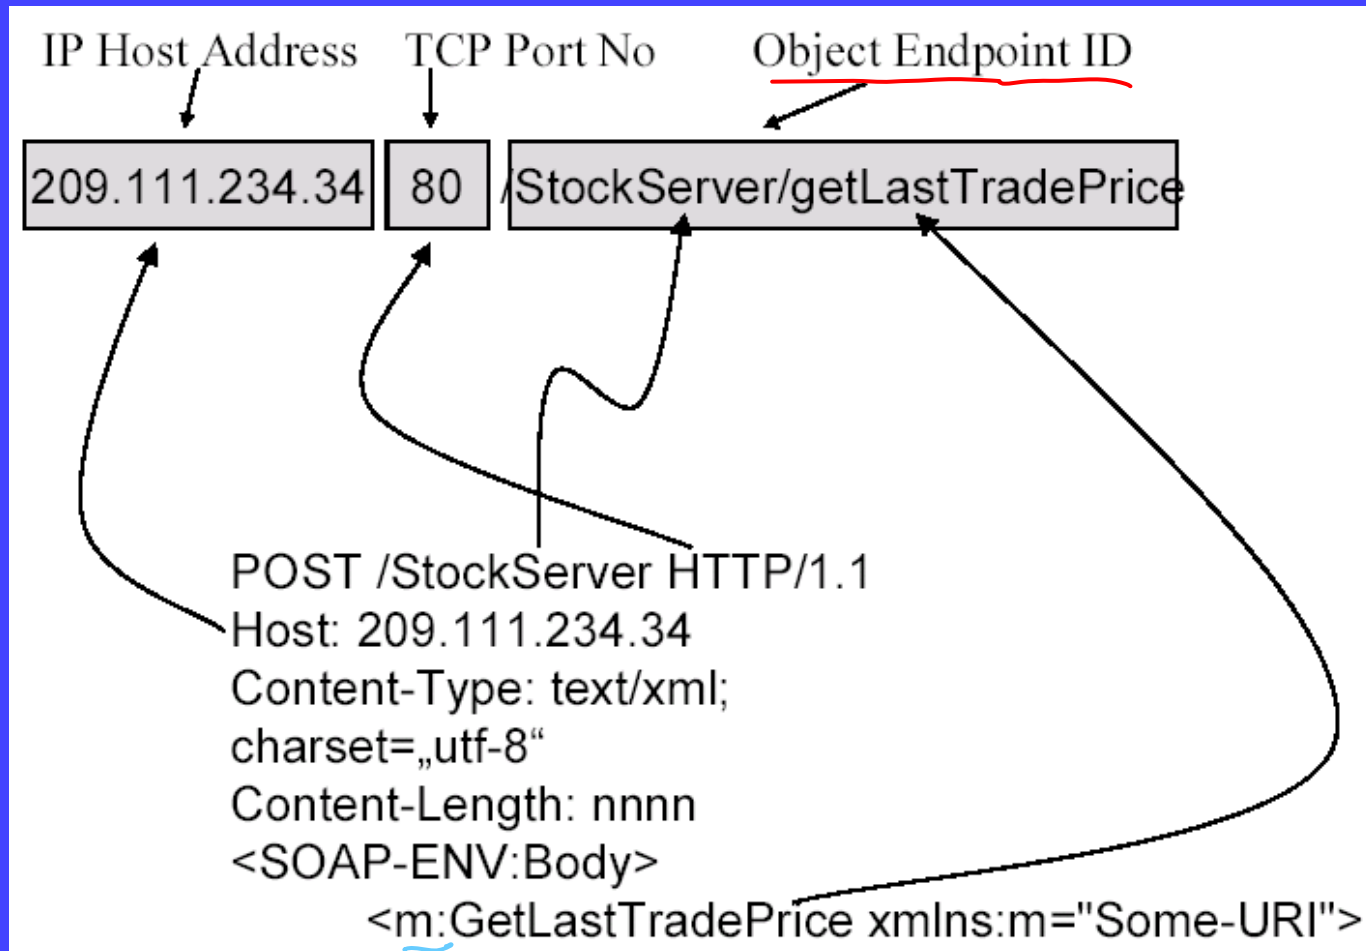 IP Host Address TCP Port No Object Endpoint ID
209.111.234.34 80 /StockServer/getLastTradePrice
POST /StockServer HTTP/1.1
Host: 209.111.234.34
Content-Type: text/xml;
charset=„utf-8“
Content-Length: nnnn
<SOAP-ENV:Body>
<m:GetLastTradePrice xmlns:m="Some-URI">